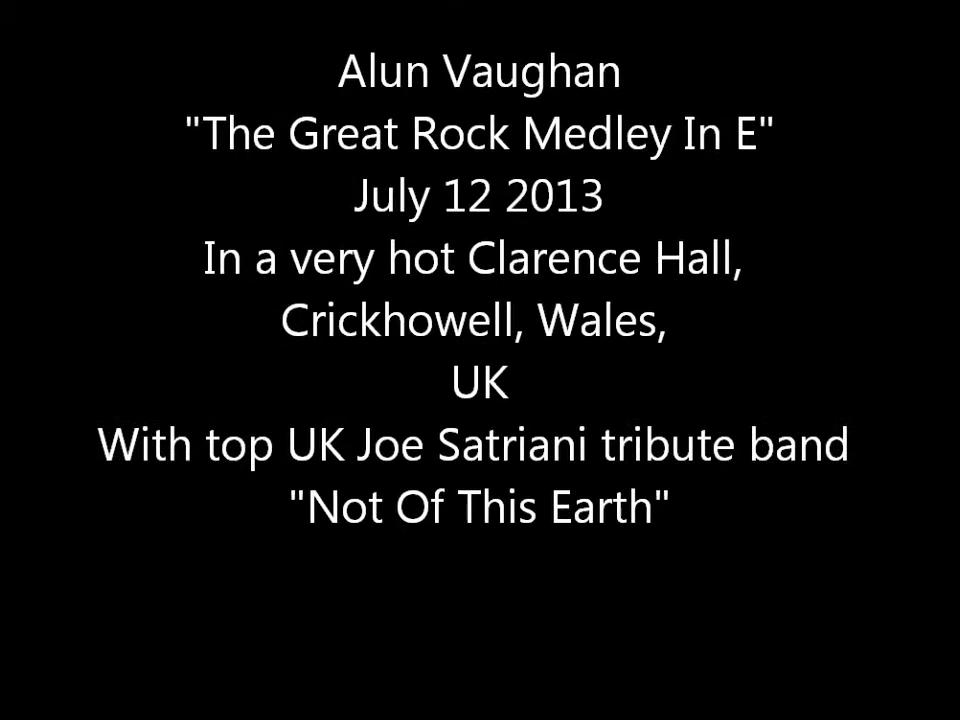 Alun Vaughan
"The Great Rock Medley In E"
July 12 2013
In a very hot Clarence Hall,
Crickhowell, Wales,
UK
With top UK Joe Satriani tribute band
"Not Of This Earth"